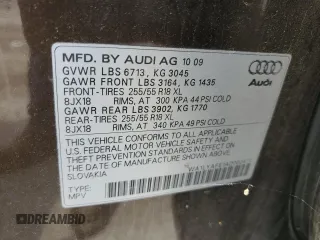 MFD. BY AUDI AG 10 09
GVWR LBS 6713, KG 3045
GAWR FRONT LBS 3164, KG 1435
FRONT-TIRES 255/55 R18 XL
8JX18 RIMS, AT 300 KPA 44 PSI COLD
GAWR REAR LBS 3902, KG 1770
REAR-TIRES 255/55 R18 XL
8JX18 RIMS, AT 340 KPA 49 PSI COLD
THIS VEHICLE CONFORMS TO ALL APPLICABLE
U.S. FEDERAL MOTOR VEHICLE SAFETY AND
THEFT PREVENTION STANDARDS IN EFFECT ON
THE DATE OF MANUFACTURE SHOWN ABOVE.
TYPE:
MPV
SLOVAKIA
Audi
DREAMBID